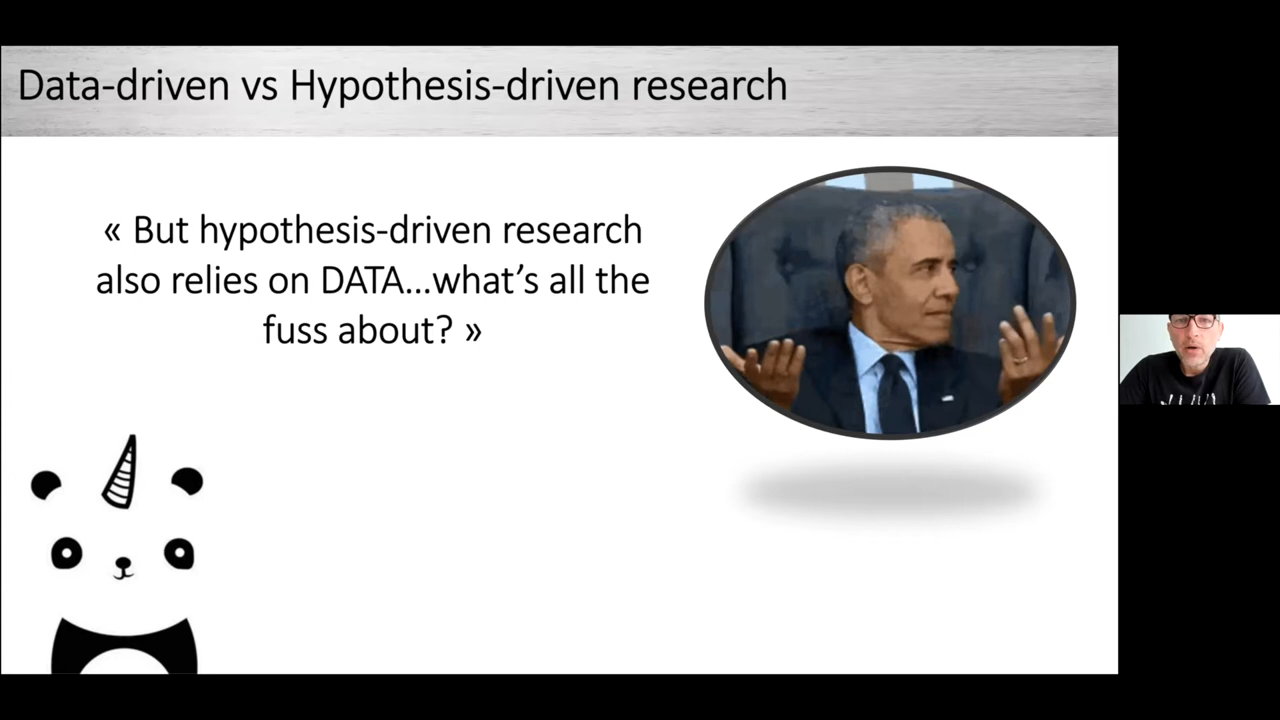 Data-driven vs Hypothesis-driven research
« But hypothesis-driven research
also relies on DATA...what's all the
fuss about? »